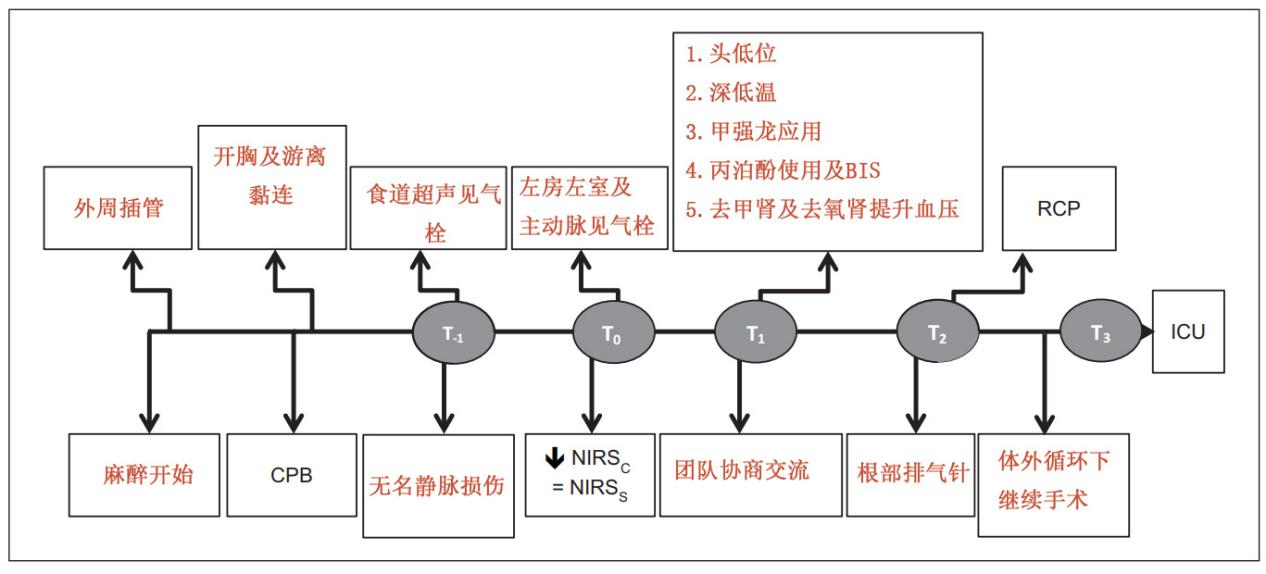 1. 头低位
2. 深低温
3. 甲强龙应用
4. 丙泊酚使用及BIS
5. 去甲肾及去氧肾提升血压
外周插管
开胸及游离
黏连
食道超声见气
栓
左房左室及
主动脉见气栓
RCP
T-1
T0
T1
T2
T3
ICU
麻醉开始
CPB
无名静脉损伤
🡻 NIRSC
= NIRSS
团队协商交流
根部排气针
体外循环下
继续手术